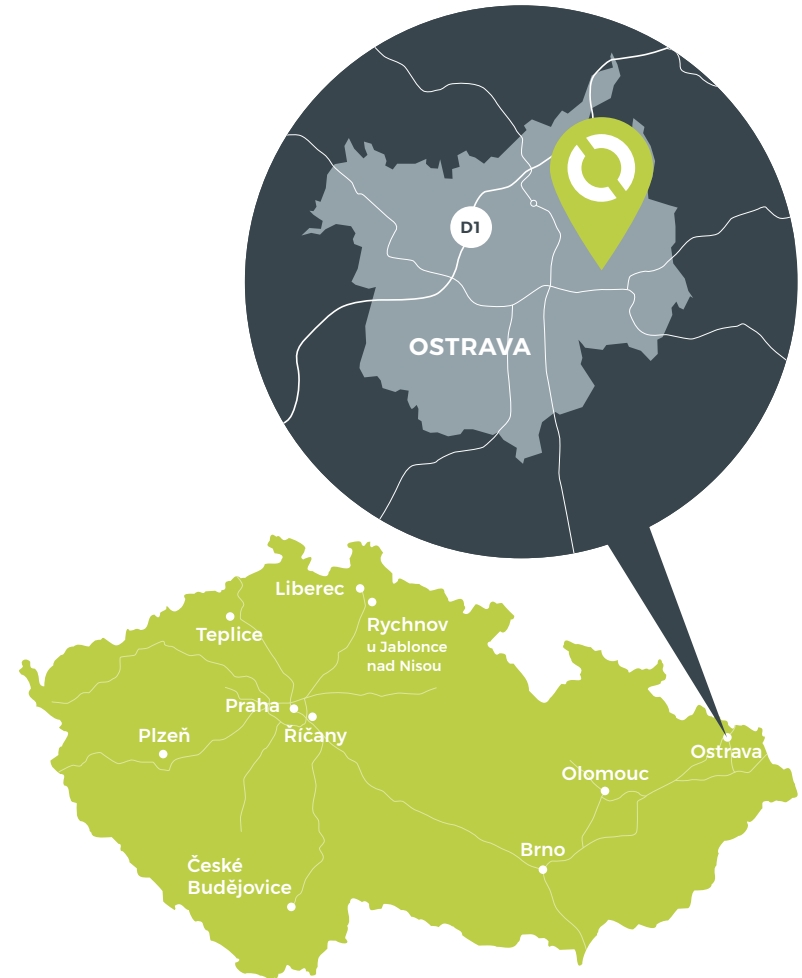 D1
OSTRAVA
Liberec
Teplice
Rychnov
u Jablonce
nad Nisou
Praha
Říčany
Plzeň
Ostrava
Olomouc
Brno
České
Budějovice